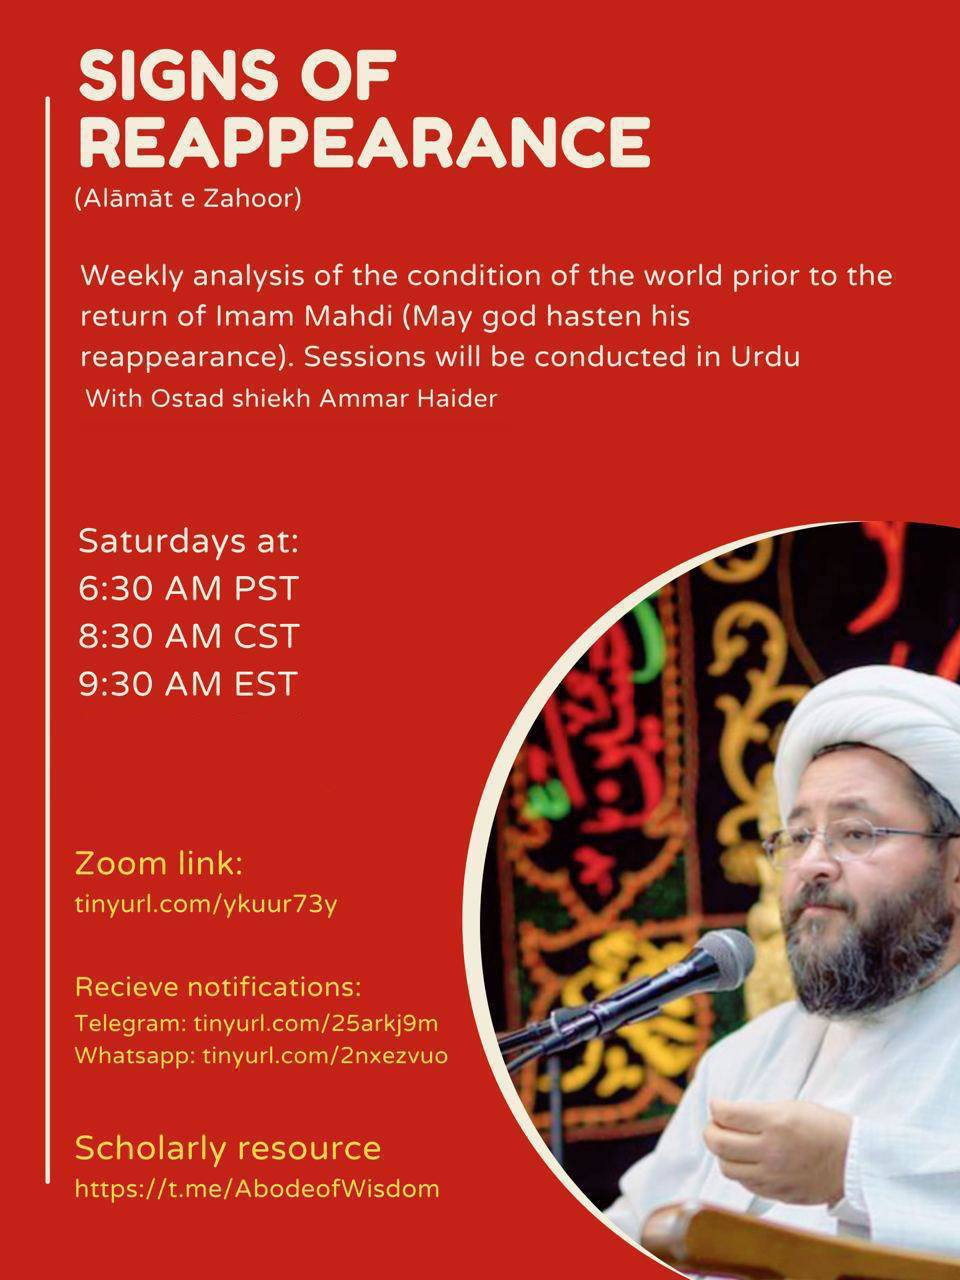 SIGNS OF
REAPPEARANCE
(Alāmāt e Zahoor)
Weekly analysis of the condition of the world prior to the
return of Imam Mahdi (May god hasten his
reappearance). Sessions will be conducted in Urdu
With Ostad shiekh Ammar Haider
Saturdays at:
6:30 AM PST
8:30 AM CST
9:30 AM EST
Zoom link:
tinyurl.com/ykuur73y
Recieve notifications:
Telegram: tinyurl.com/25arkj9m
Whatsapp: tinyurl.com/2nxezvuo
Scholarly resource
https://t.me/AbodeofWisdom